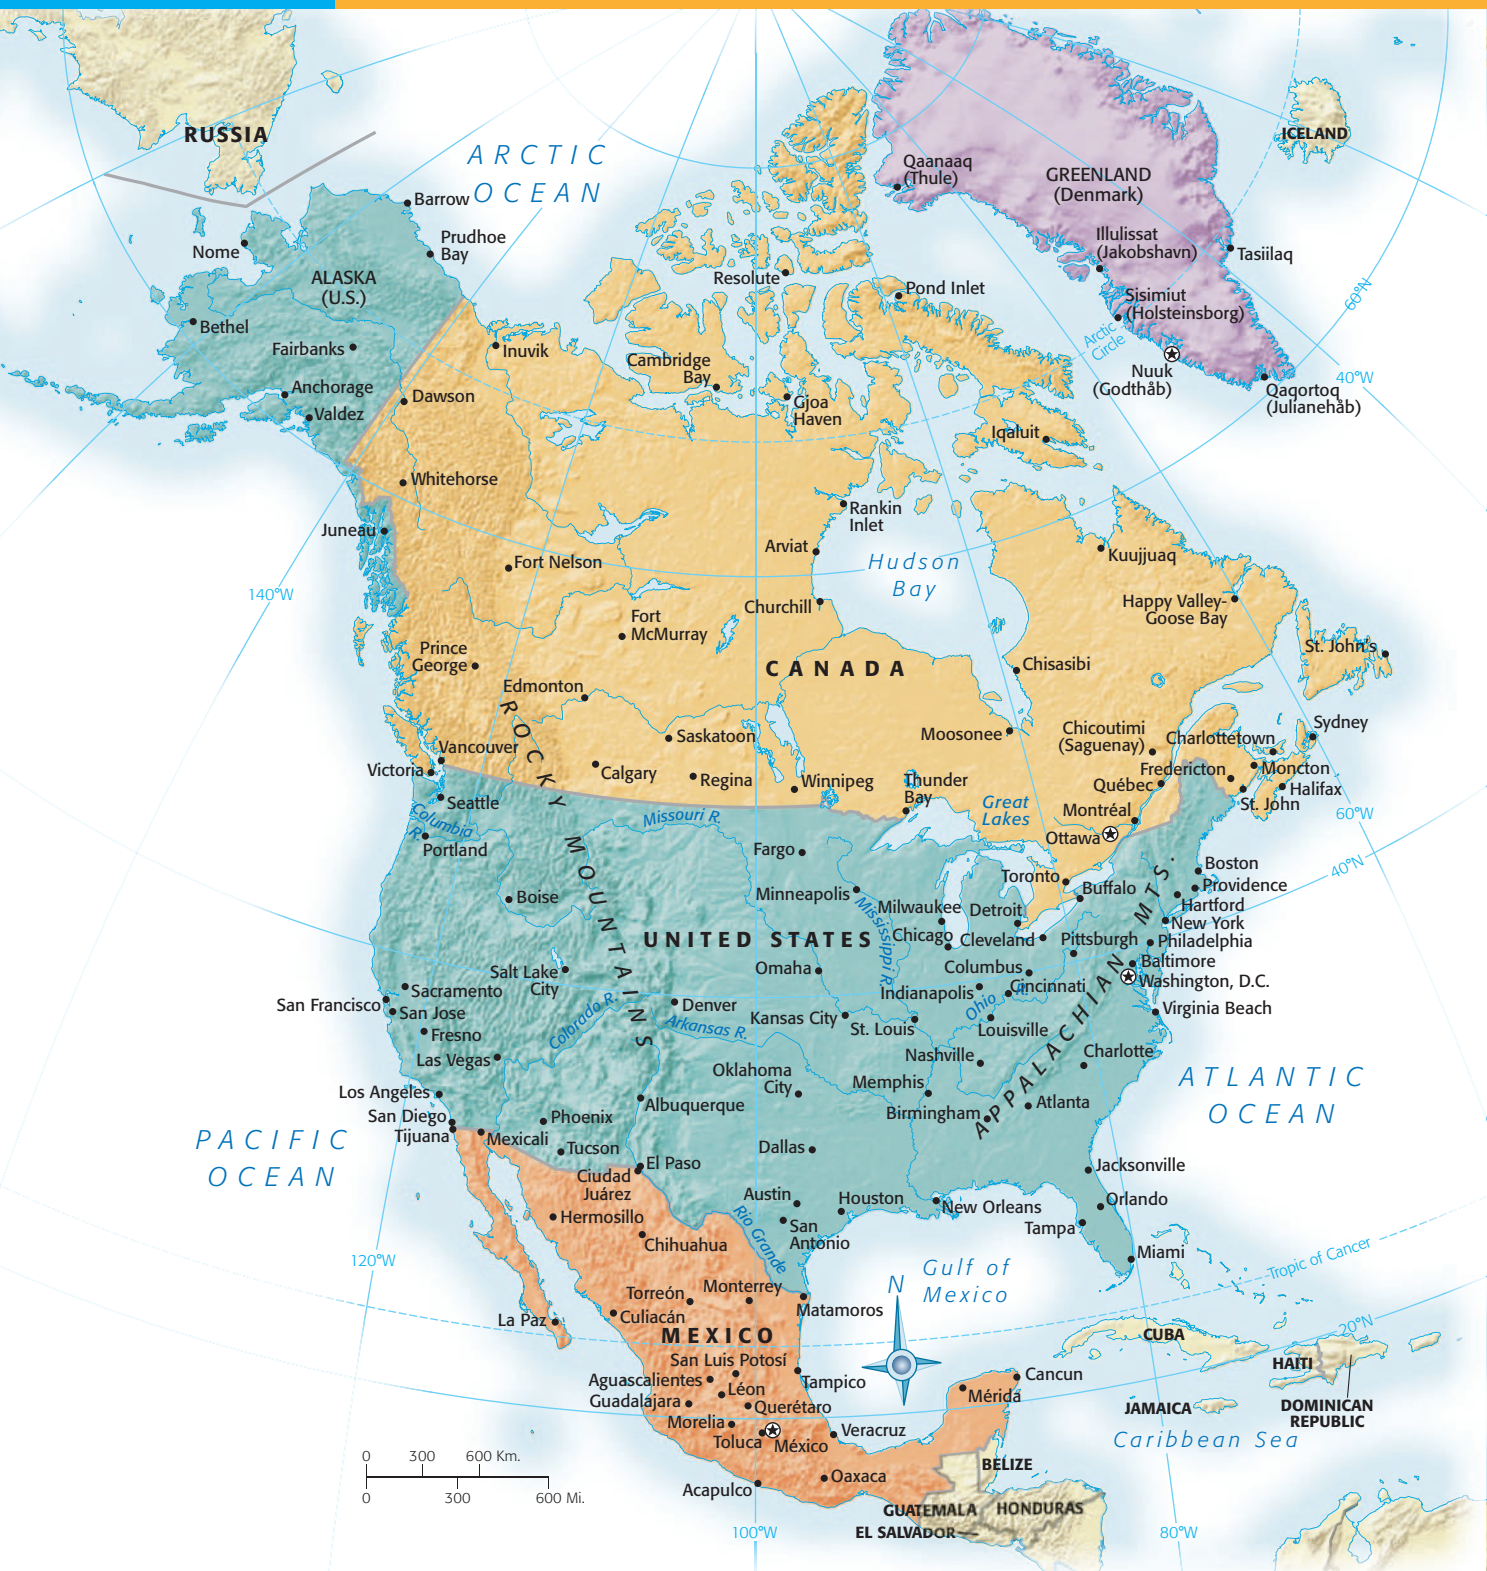 RUSSIA
ARCTIC
OCEAN
ICELAND
Barrow
Prudhoe
Bay
Nome
ALASKA
(U.S.)
Bethel
Fairbanks
Anchorage
Valdez
Qaanaaq
(Thule)
GREENLAND
(Denmark)
Illulissat
(Jakobshavn)
Tasiilaq
Sisimiut
(Holsteinsborg)
Arctic
Circle
Nuuk
(Godthåb)
Qaqortoq
(Julianehåb)
60°N
40°W
Resolute
Pond Inlet
Inuvik
Cambridge
Bay
Gjoa
Haven
Iqaluit
Dawson
Whitehorse
Juneau
Rankin
Inlet
Arviat
Hudson
Bay
Kuujjuaq
Fort Nelson
140°W
Churchill
Fort
McMurray
Happy Valley-
Goose Bay
St. John's
Prince
George
CANADA
Chisasibi
Edmonton
ROCKY MOUNTAINS
Saskatoon
Moosonee
Chicoutimi
(Saguenay)
Charlottetown
Sydney
Vancouver
Victoria
Calgary
Regina
Winnipeg
Thunder
Bay
Fredericton
Moncton
Québec
Halifax
St. John
Great
Lakes
Montréal
Ottawa
60°W
40°N
Seattle
Columbia
R.
Portland
Missouri R.
Fargo
Toronto
Buffalo
Boston
Providence
Hartford
New York
Boise
Minneapolis
Mississippi R.
Milwaukee
Detroit
Chicago
Cleveland
Pittsburgh
Philadelphia
UNITED STATES
APPALACHIAN MTS.
Baltimore
Salt Lake
City
Omaha
Columbus
Washington, D.C.
Sacramento
San Francisco
San Jose
Indianapolis
Cincinnati
Ohio R.
Virginia Beach
Denver
Colorado R.
Kansas City
St. Louis
Louisville
Arkansas R.
Fresno
Las Vegas
Nashville
Charlotte
Oklahoma
City
Memphis
Los Angeles
Albuquerque
Birmingham
Atlanta
ATLANTIC
OCEAN
San Diego
Tijuana
Mexicali
Phoenix
Tucson
Dallas
PACIFIC
OCEAN
El Paso
Ciudad
Juárez
Jacksonville
Austin
Houston
New Orleans
Orlando
Hermosillo
San
Antonio
Tampa
Chihuahua
Rio Grande
Miami
120°W
Gulf of
Mexico
N
Tropic of Cancer
Torreón
Monterrey
Matamoros
Culiacán
La Paz
MEXICO
20°N
CUBA
San Luis Potosí
HAITI
Aguascalientes
Léon
Tampico
Cancun
Guadalajara
Querétaro
Mérida
JAMAICA
DOMINICAN
REPUBLIC
Morelia
Toluca
México
Veracruz
Caribbean Sea
0 300 600 Km.
0 300 600 Mi.
BELIZE
Acapulco
Oaxaca
GUATEMALA
HONDURAS
EL SALVADOR
100°W
80°W